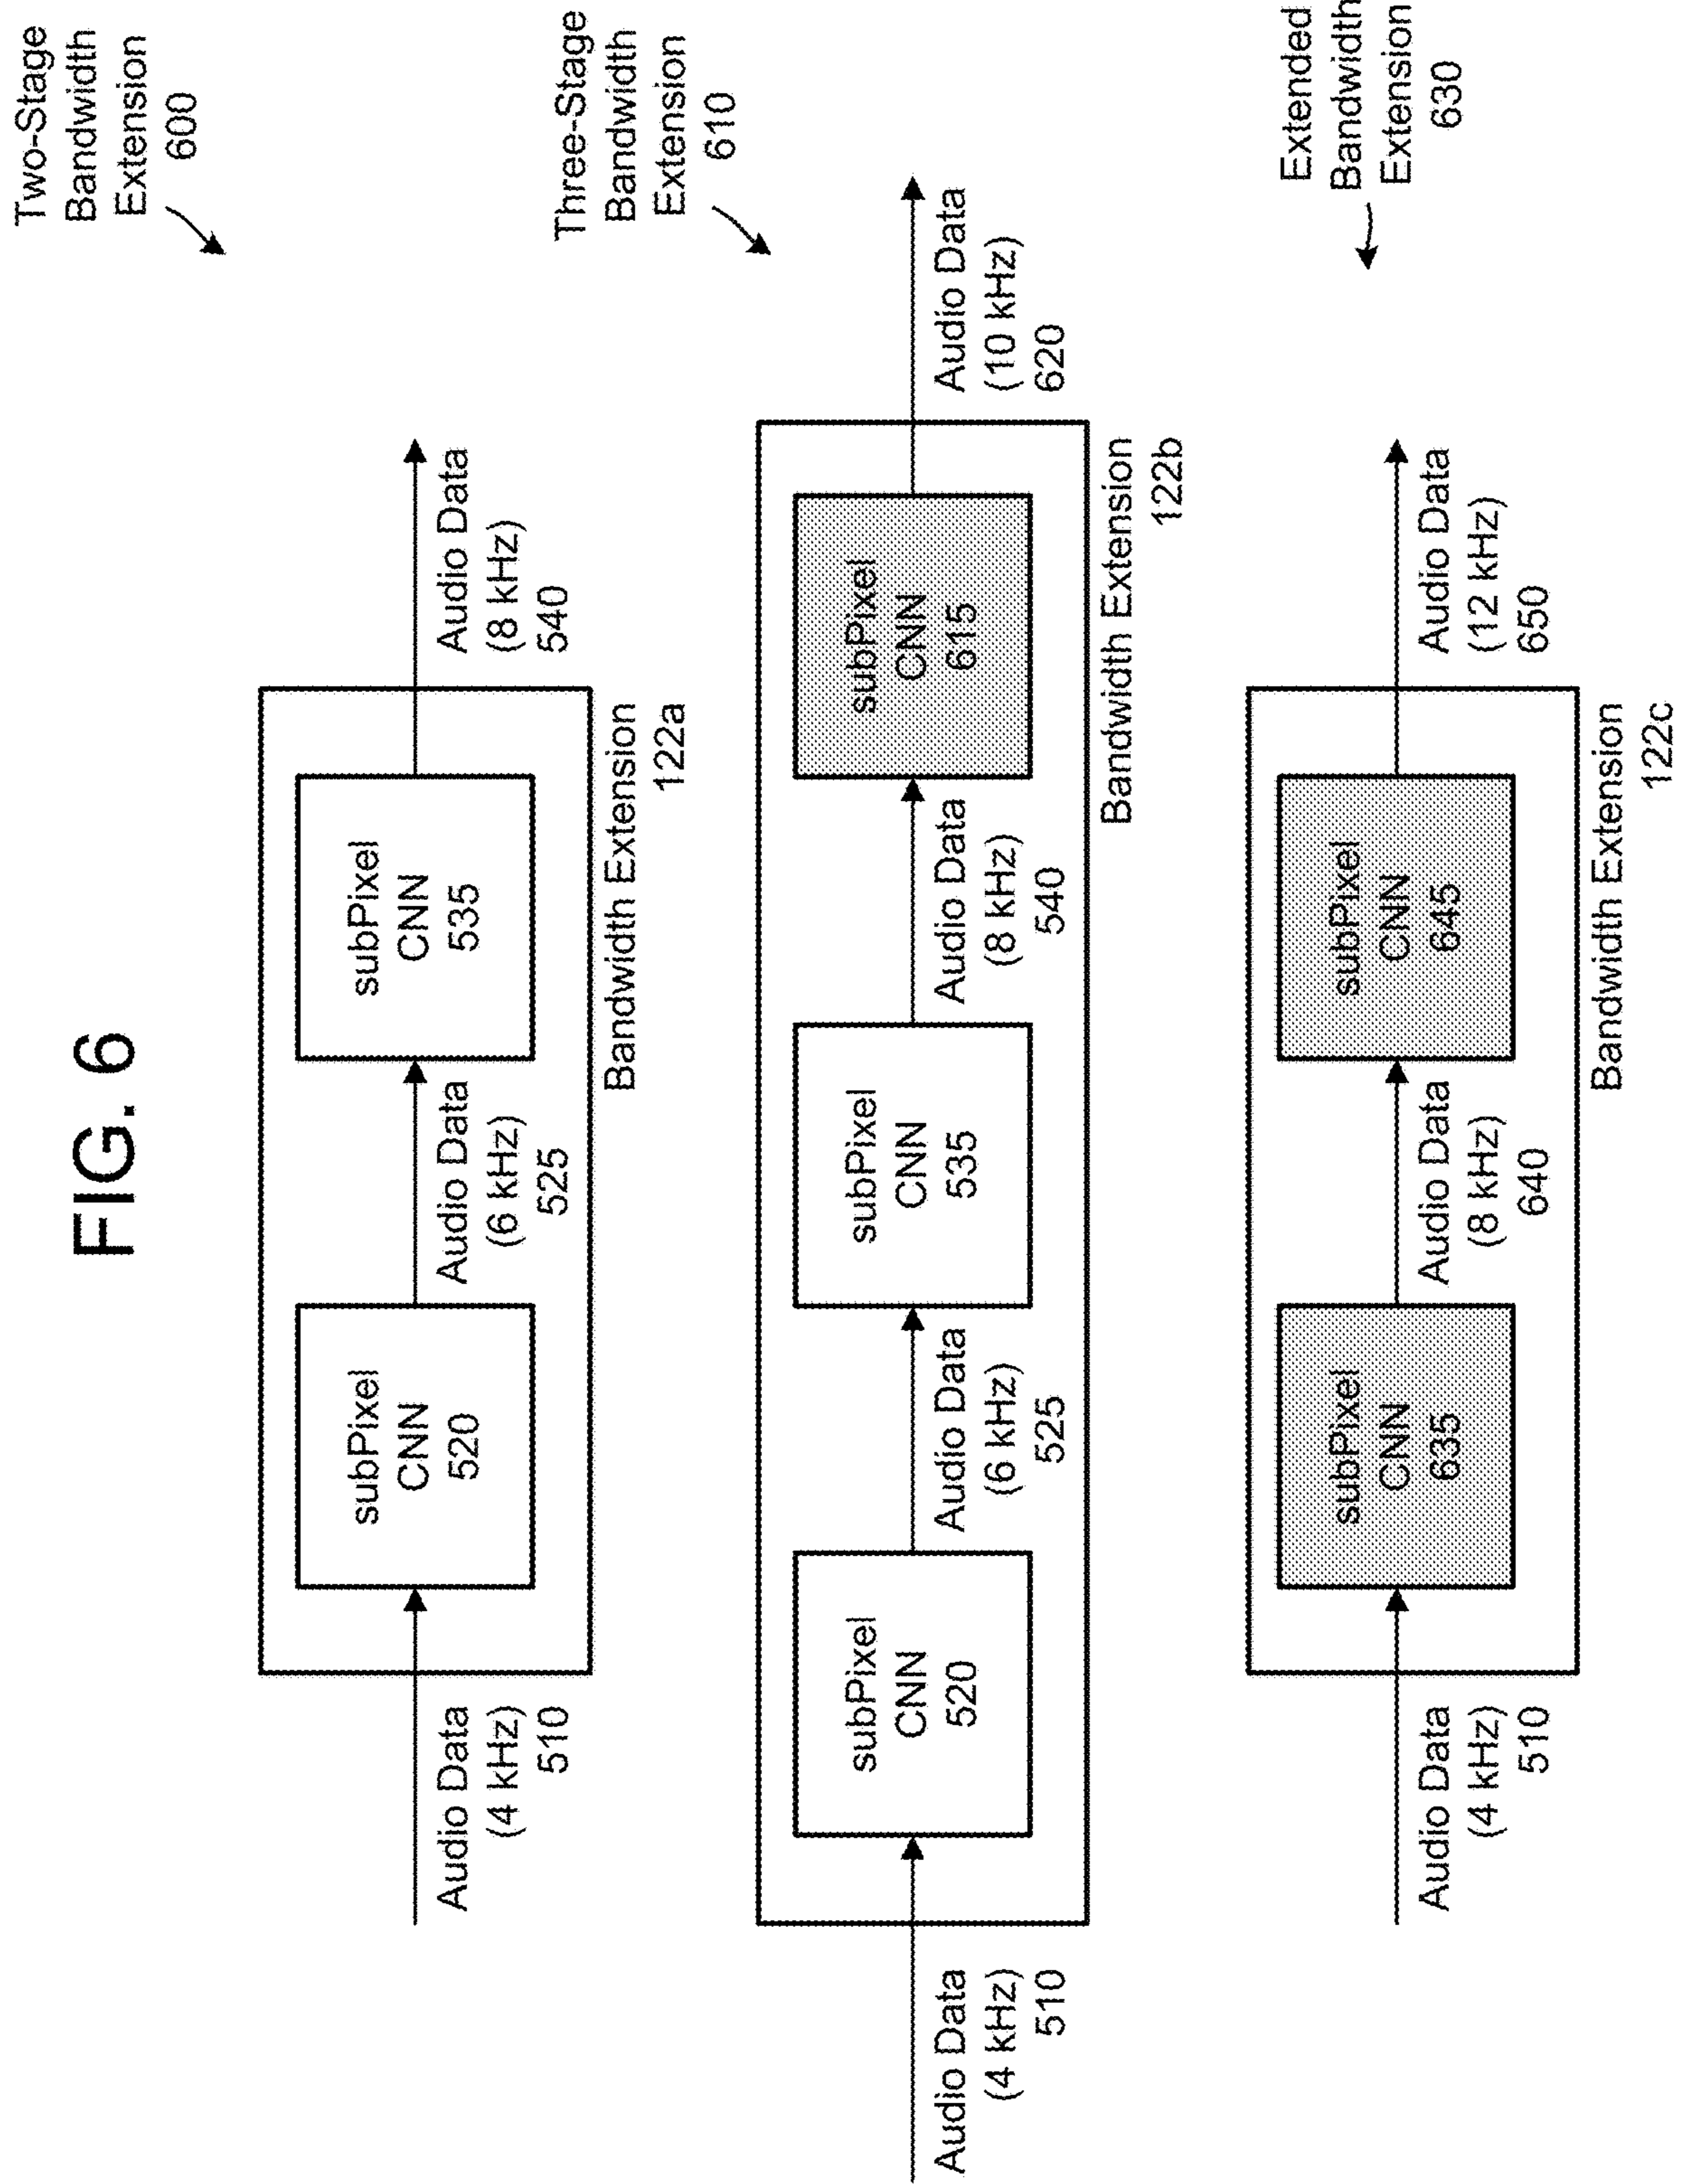 FIG. 6
Two-Stage
Bandwidth
Extension
600
Audio Data
(4 kHz)
510
subPixel
CNN
520
Audio Data
(6 kHz)
525
subPixel
CNN
535
Audio Data
(8 kHz)
540
Bandwidth Extension
122a
Three-Stage
Bandwidth
Extension
610
Audio Data
(4 kHz)
510
subPixel
CNN
520
Audio Data
(6 kHz)
525
subPixel
CNN
535
Audio Data
(8 kHz)
540
subPixel
CNN
615
Audio Data
(10 kHz)
620
Bandwidth Extension
122b
Extended
Bandwidth
Extension
630
Audio Data
(4 kHz)
510
subPixel
CNN
635
Audio Data
(8 kHz)
640
subPixel
CNN
645
Audio Data
(12 kHz)
650
Bandwidth Extension
122c